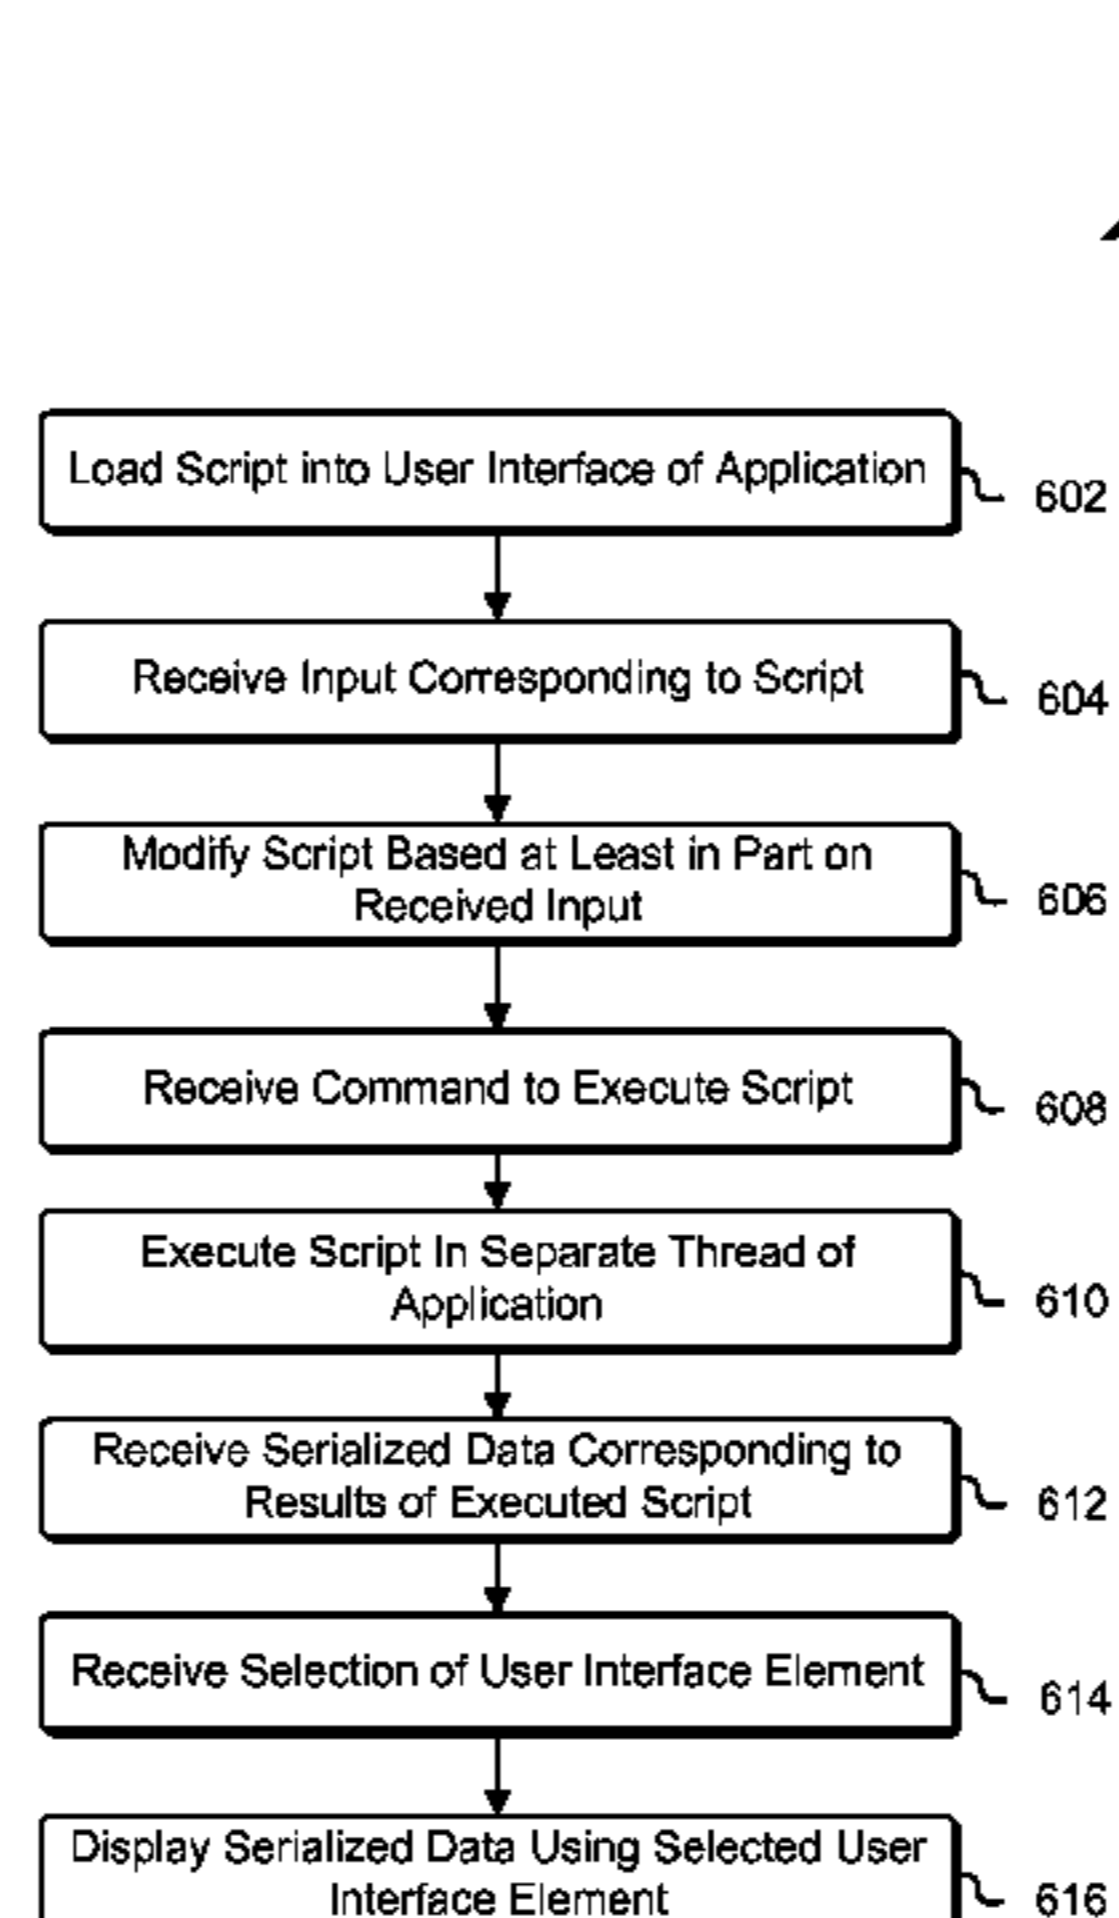 Load Script into User Interface of Application
602
Receive Input Corresponding to Script
604
Modify Script Based at Least in Part on
Received Input
606
Receive Command to Execute Script
608
Execute Script In Separate Thread of
Application
610
Receive Serialized Data Corresponding to
Results of Executed Script
612
Receive Selection of User Interface Element
614
Display Serialized Data Using Selected User
Interface Element
616